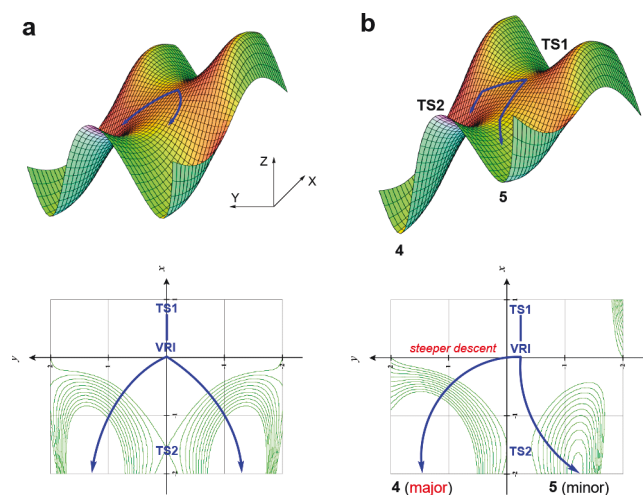 a
b
TS1
TS2
Z
Y
X
5
4
x
TS1
VRI
y
TS2
x
TS1
steeper descent
VRI
y
TS2
4 (major)
5 (minor)